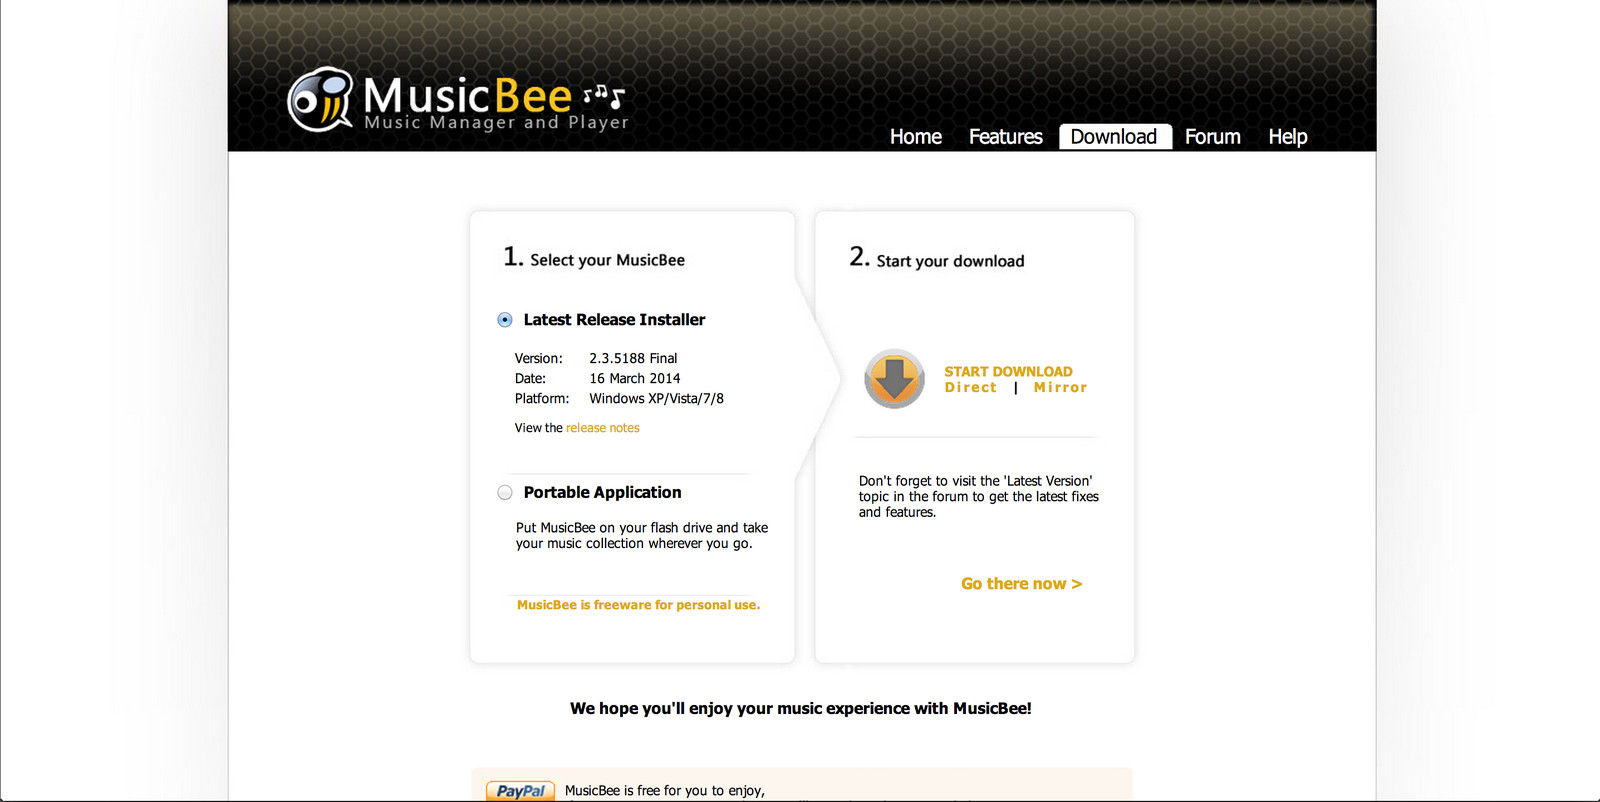 MusicBee
Music Manager and Player
Home Features Download Forum Help
1. Select your MusicBee
Latest Release Installer
Version: 2.3.5188 Final
Date: 16 March 2014
Platform: Windows XP/Vista/7/8
View the release notes
Portable Application
Put MusicBee on your flash drive and take
your music collection wherever you go.
MusicBee is freeware for personal use.
2. Start your download
START DOWNLOAD
Direct | Mirror
Don't forget to visit the 'Latest Version'
topic in the forum to get the latest fixes
and features.
Go there now >
We hope you'll enjoy your music experience with MusicBee!
PayPal
MusicBee is free for you to enjoy,